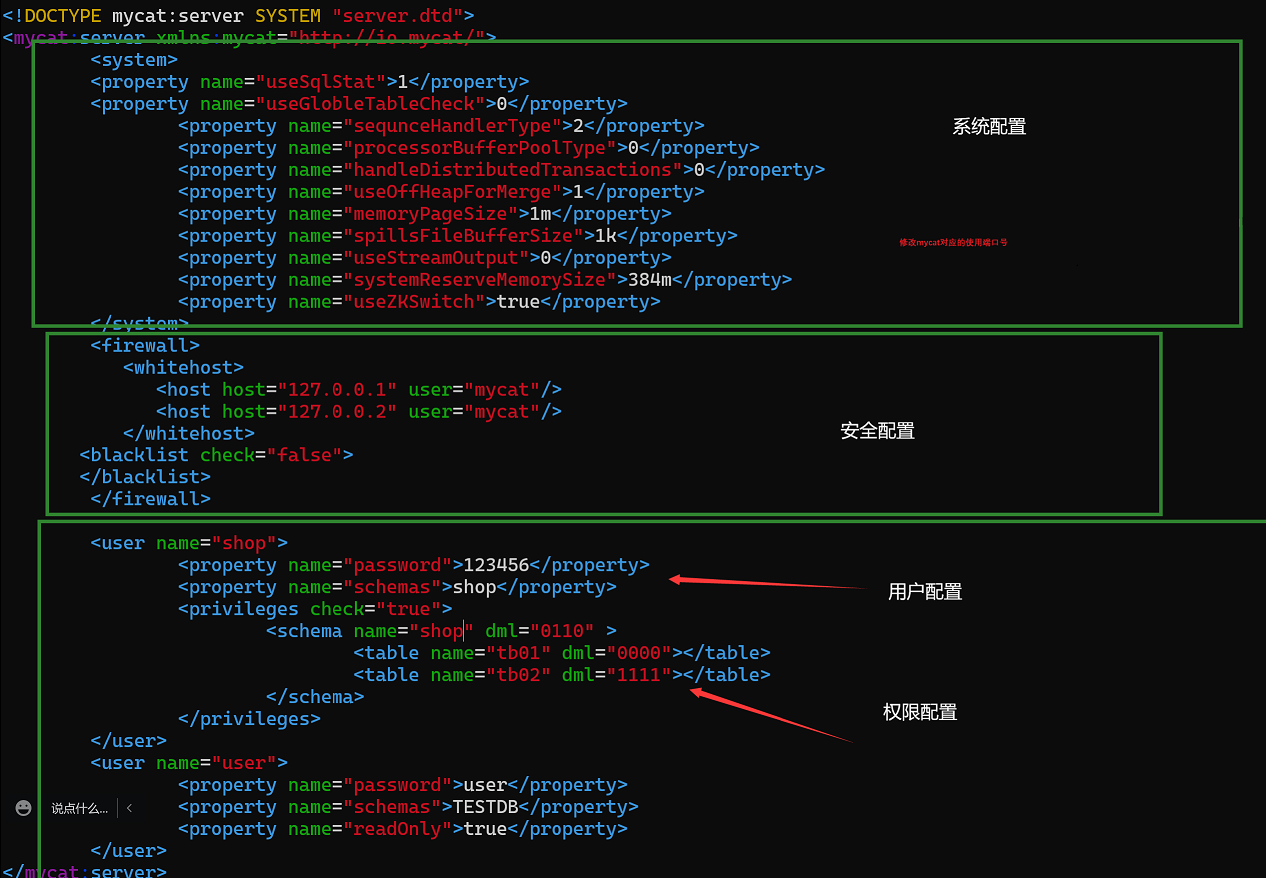 <!DOCTYPE mycat:server SYSTEM "server.dtd">
<mycat:server xmlns:mycat="http://io.mycat/">
<system>
<property name="useSqlStat">1</property>
<property name="useGlobleTableCheck">0</property>
系统配置
<property name="sequnceHandlerType">2</property>
<property name="processorBufferPoolType">0</property>
<property name="handleDistributedTransactions">0</property>
<property name="useOffHeapForMerge">1</property>
<property name="memoryPageSize">1m</property>
<property name="spillsFileBufferSize">1k</property>
修改mycat对应的使用端口号
<property name="useStreamOutput">0</property>
<property name="systemReserveMemorySize">384m</property>
<property name="useZKSwitch">true</property>
</system>
<firewall>
<whitehost>
<host host="127.0.0.1" user="mycat"/>
<host host="127.0.0.2" user="mycat"/>
</whitehost>
安全配置
<blacklist check="false">
</blacklist>
</firewall>
<user name="shop">
<property name="password">123456</property>
<property name="schemas">shop</property>
用户配置
<privileges check="true">
<schema name="shop" dml="0110" >
<table name="tb01" dml="0000"></table>
<table name="tb02" dml="1111"></table>
</schema>
权限配置
</privileges>
</user>
<user name="user">
<property name="password">user</property>
说点什么... <
<property name="schemas">TESTDB</property>
<property name="readOnly">true</property>
</user>
</mycat:server>